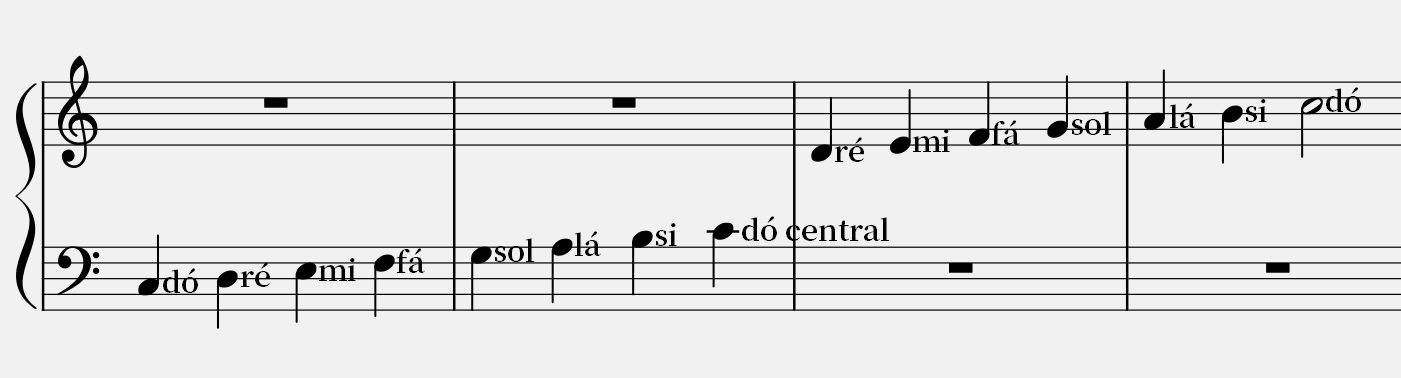 ré mi fá sol lá si dó
dó ré mi fá sol lá si dó central